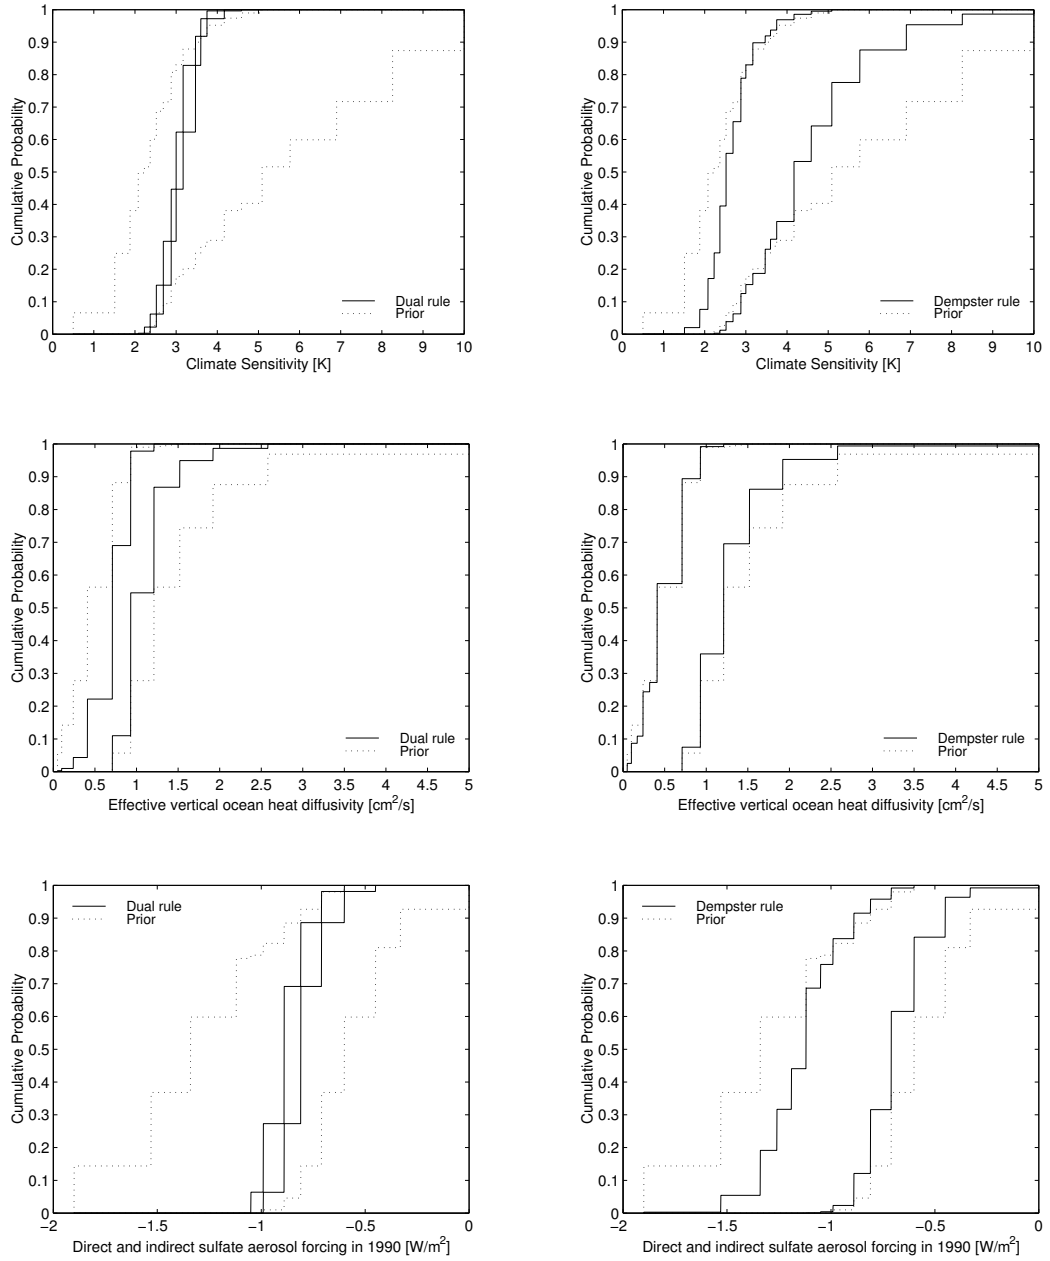 1
0.9
0.8
0.7
0.6
0.5
0.4
0.3
0.2
0.1
0
Cumulative Probability
Dual rule
Prior
0 1 2 3 4 5 6 7 8 9 10
Climate Sensitivity [K]
1
0.9
0.8
0.7
0.6
0.5
0.4
0.3
0.2
0.1
0
Cumulative Probability
Dempster rule
Prior
0 1 2 3 4 5 6 7 8 9 10
Climate Sensitivity [K]
1
0.9
0.8
0.7
0.6
0.5
0.4
0.3
0.2
0.1
0
Cumulative Probability
Dual rule
Prior
0 0.5 1 1.5 2 2.5 3 3.5 4 4.5 5
Effective vertical ocean heat diffusivity [cm²/s]
1
0.9
0.8
0.7
0.6
0.5
0.4
0.3
0.2
0.1
0
Cumulative Probability
Dempster rule
Prior
0 0.5 1 1.5 2 2.5 3 3.5 4 4.5 5
Effective vertical ocean heat diffusivity [cm²/s]
1
0.9
0.8
0.7
0.6
0.5
0.4
0.3
0.2
0.1
0
Cumulative Probability
Dual rule
Prior
−2 −1.5 −1 −0.5 0
Direct and indirect sulfate aerosol forcing in 1990 [W/m²]
1
0.9
0.8
0.7
0.6
0.5
0.4
0.3
0.2
0.1
0
Cumulative Probability
Dempster rule
Prior
−2 −1.5 −1 −0.5 0
Direct and indirect sulfate aerosol forcing in 1990 [W/m²]